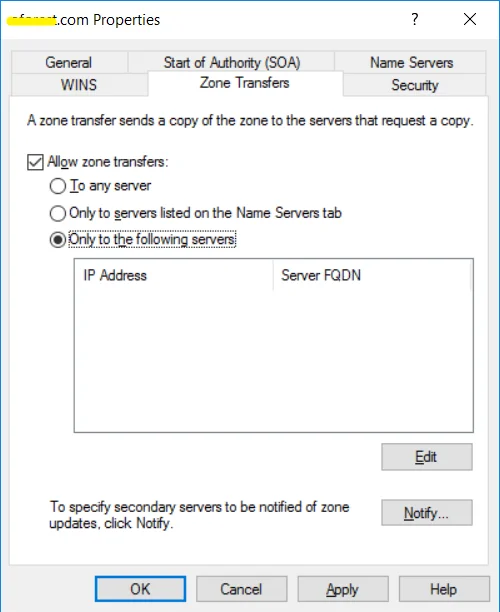 .com Properties
? ×
General Start of Authority (SOA) Name Servers
WINS Zone Transfers Security
A zone transfer sends a copy of the zone to the servers that request a copy.
Allow zone transfers:
To any server
Only to servers listed on the Name Servers tab
Only to the following servers
IP Address Server FQDN
Edit
To specify secondary servers to be notified of zone
updates, click Notify.
Notify...
OK Cancel Apply Help